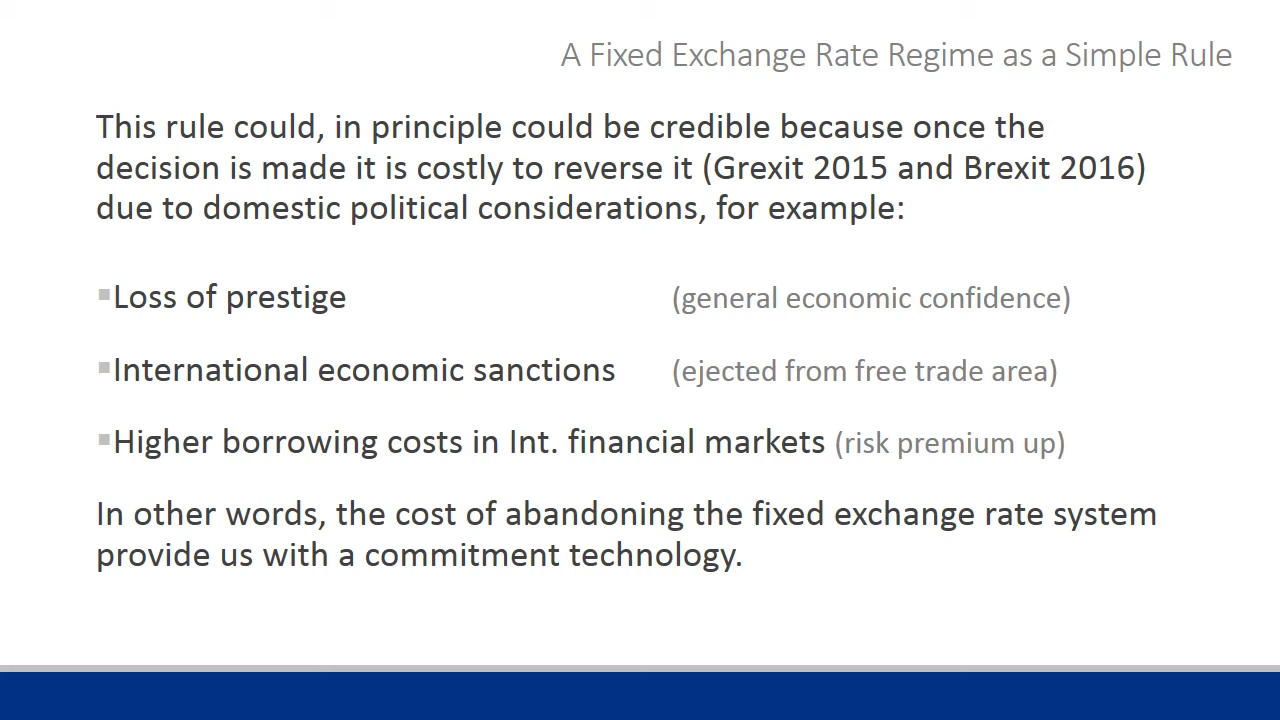 A Fixed Exchange Rate Regime as a Simple Rule
This rule could, in principle could be credible because once the
decision is made it is costly to reverse it (Grexit 2015 and Brexit 2016)
due to domestic political considerations, for example:
▪Loss of prestige (general economic confidence)
▪International economic sanctions (ejected from free trade area)
▪Higher borrowing costs in Int. financial markets (risk premium up)
In other words, the cost of abandoning the fixed exchange rate system
provide us with a commitment technology.